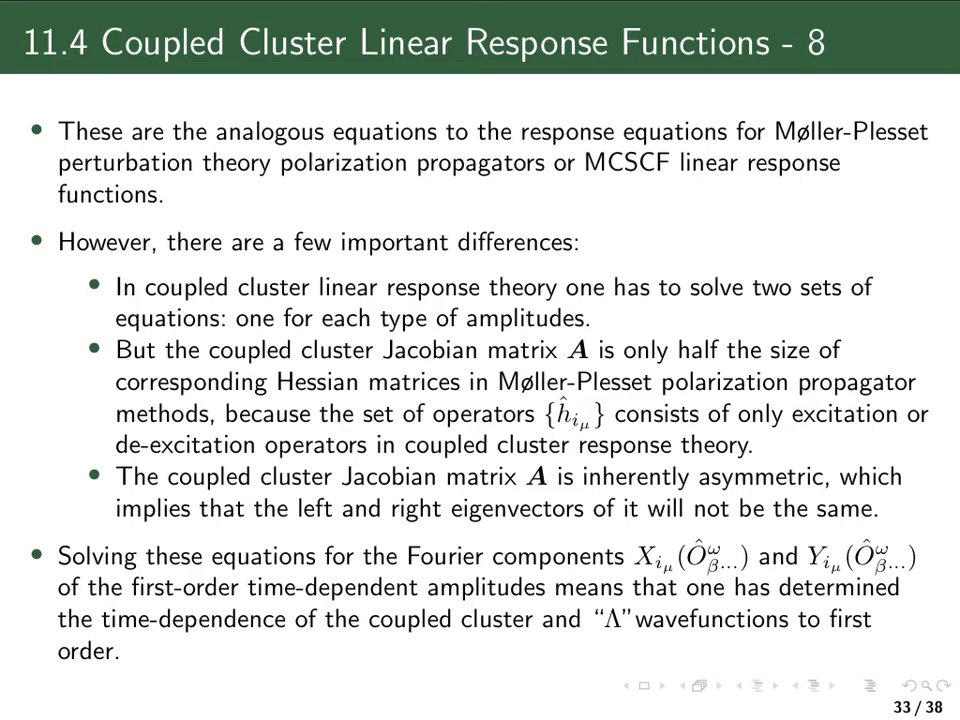 11.4 Coupled Cluster Linear Response Functions - 8
• These are the analogous equations to the response equations for Møller-Plesset
perturbation theory polarization propagators or MCSCF linear response
functions.
• However, there are a few important differences:
• In coupled cluster linear response theory one has to solve two sets of
equations: one for each type of amplitudes.
• But the coupled cluster Jacobian matrix A is only half the size of
corresponding Hessian matrices in Møller-Plesset polarization propagator
methods, because the set of operators {ĥ_{i_μ}} consists of only excitation or
de-excitation operators in coupled cluster response theory.
• The coupled cluster Jacobian matrix A is inherently asymmetric, which
implies that the left and right eigenvectors of it will not be the same.
• Solving these equations for the Fourier components X_{i_μ}(Ô^ω_{β...}) and Y_{i_μ}(Ô^ω_{β...})
of the first-order time-dependent amplitudes means that one has determined
the time-dependence of the coupled cluster and “Λ”wavefunctions to first
order.
33 / 38